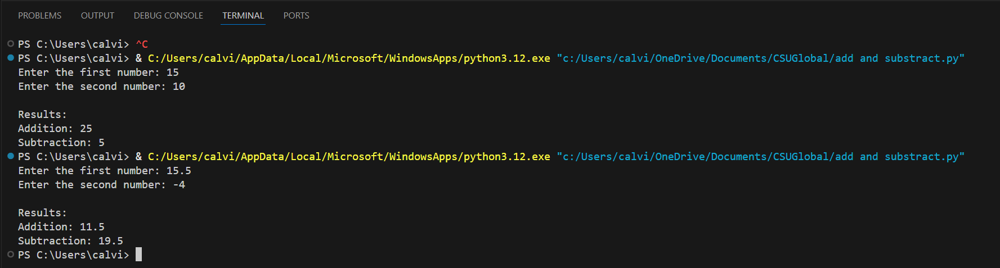 PROBLEMS OUTPUT DEBUG CONSOLE TERMINAL PORTS
PS C:\Users\calvi> ^C
PS C:\Users\calvi> & C:/Users/calvi/AppData/Local/Microsoft/WindowsApps/python3.12.exe "c:/Users/calvi/OneDrive/Documents/CSUGlobal/add and substract.py"
Enter the first number: 15
Enter the second number: 10
Results:
Addition: 25
Subtraction: 5
PS C:\Users\calvi> & C:/Users/calvi/AppData/Local/Microsoft/WindowsApps/python3.12.exe "c:/Users/calvi/OneDrive/Documents/CSUGlobal/add and substract.py"
Enter the first number: 15.5
Enter the second number: -4
Results:
Addition: 11.5
Subtraction: 19.5
PS C:\Users\calvi>